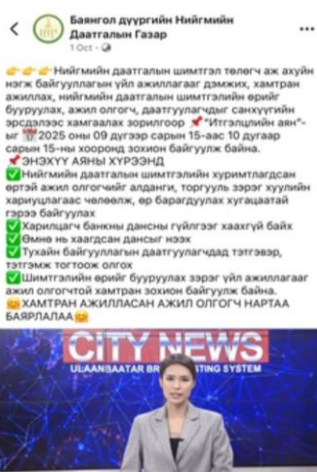 Баянгол дүүргийн Нийгмийн
Даатгалын Газар
1 Oct
👉👉👉Нийгмийн даатгалын шимтгэл төлөгч аж ахуйн
нэгж байгууллагын үйл ажиллагааг дэмжих, хамтран
ажиллах, нийгмийн даатгалын шимтгэлийн өрийг
бууруулах, ажил олгогч, даатгуулагчдыг санхүүгийн
эрсдэлээс хамгаалах зорилгоор 📌"Итгэлцлийн аян"-
ыг 📅2025 оны 09 дүгээр сарын 15-аас 10 дугаар
сарын 15-ны хооронд зохион байгуулж байна.
📌ЭНЭХҮҮ АЯНЫ ХҮРЭЭНД
✅Нийгмийн даатгалын шимтгэлийн хуримтлагдсан
өртэй ажил олгогчийг алданги, торгууль зэрэг хуулийн
хариуцлагаас чөлөөлж, өр барагдуулах хугацаатай
гэрээ байгуулах
✅Харилцагч банкны дансны гүйлгээг хаахгүй байх
✅Өмнө нь хаагдсан дансыг нээх
✅Тухайн байгууллагын даатгуулагчдад тэтгэвэр,
тэтгэмж тогтоож олгох
✅Шимтгэлийн өрийг бууруулах зэрэг үйл ажиллагааг
ажил олгогчтой хамтран зохион байгуулж байна.
😊ХАМТРАН АЖИЛЛАСАН АЖИЛ ОЛГОГЧ НАРТАА
БАЯРЛАЛАА😊
CITY NEWS
ULAANBAATAR BR STING SYSTEM